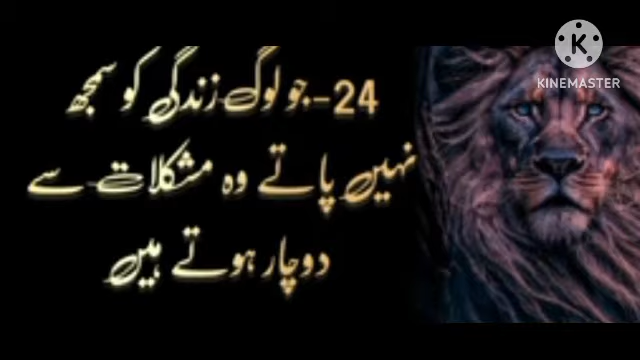 KINEMASTER
24-جو لوگ زندگی کو سمجھ
نہیں پاتے وہ مشکلات سے
دوچار ہوتے ہیں